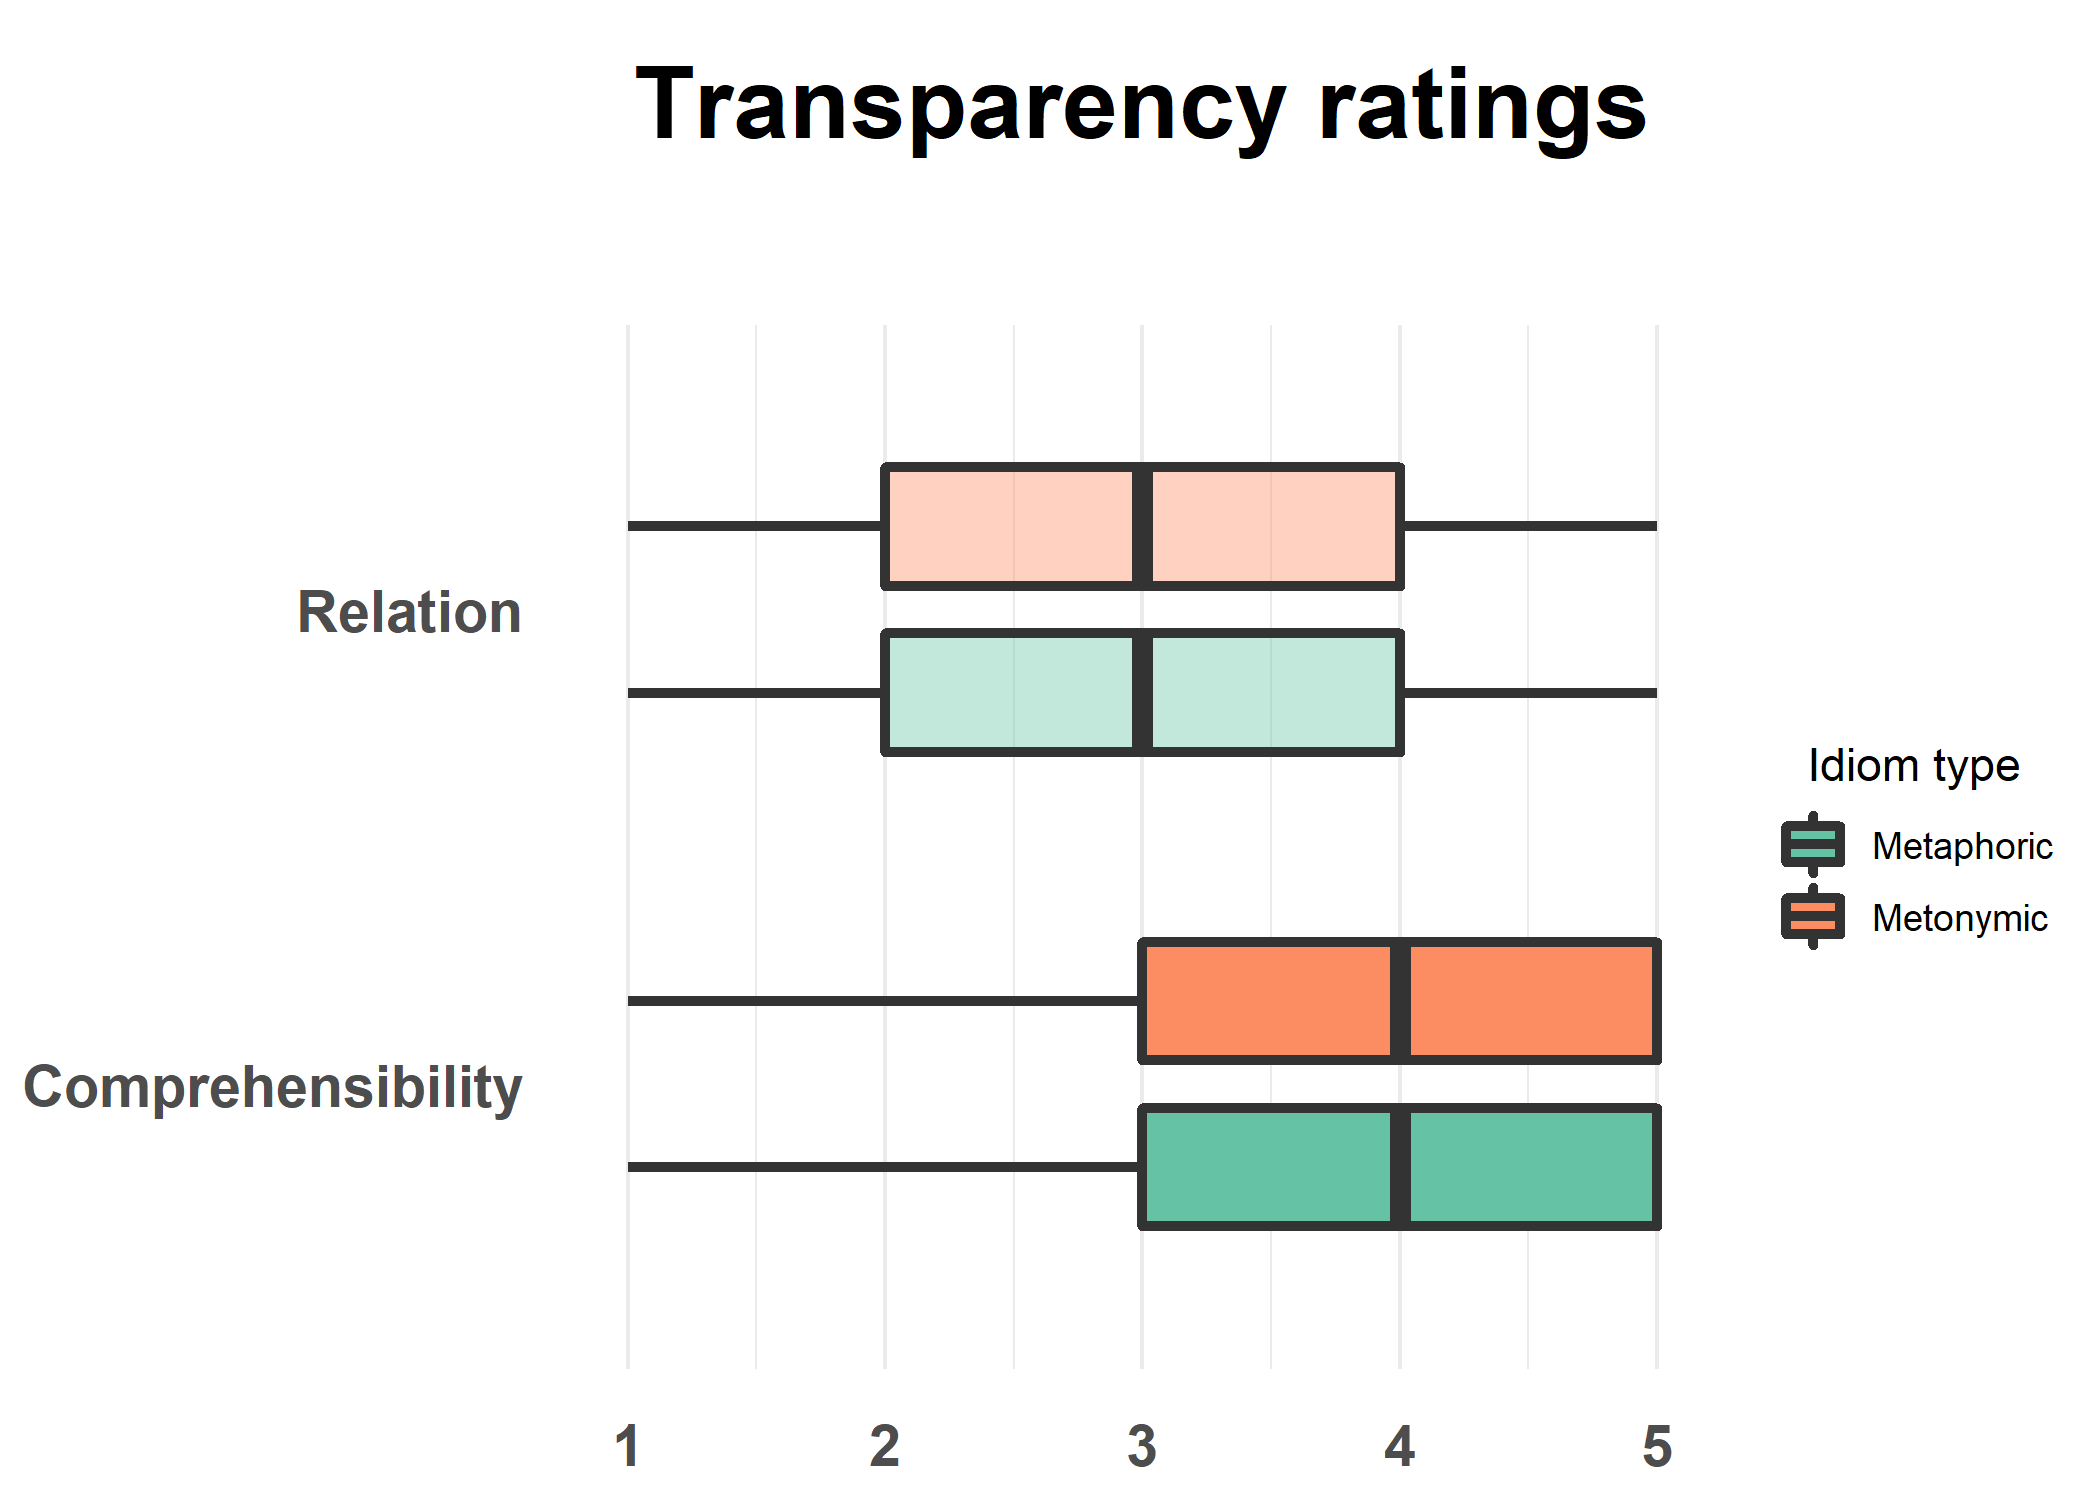 Transparency ratings
Relation
Comprehensibility
Idiom type
Metaphoric
Metonymic
1 2 3 4 5